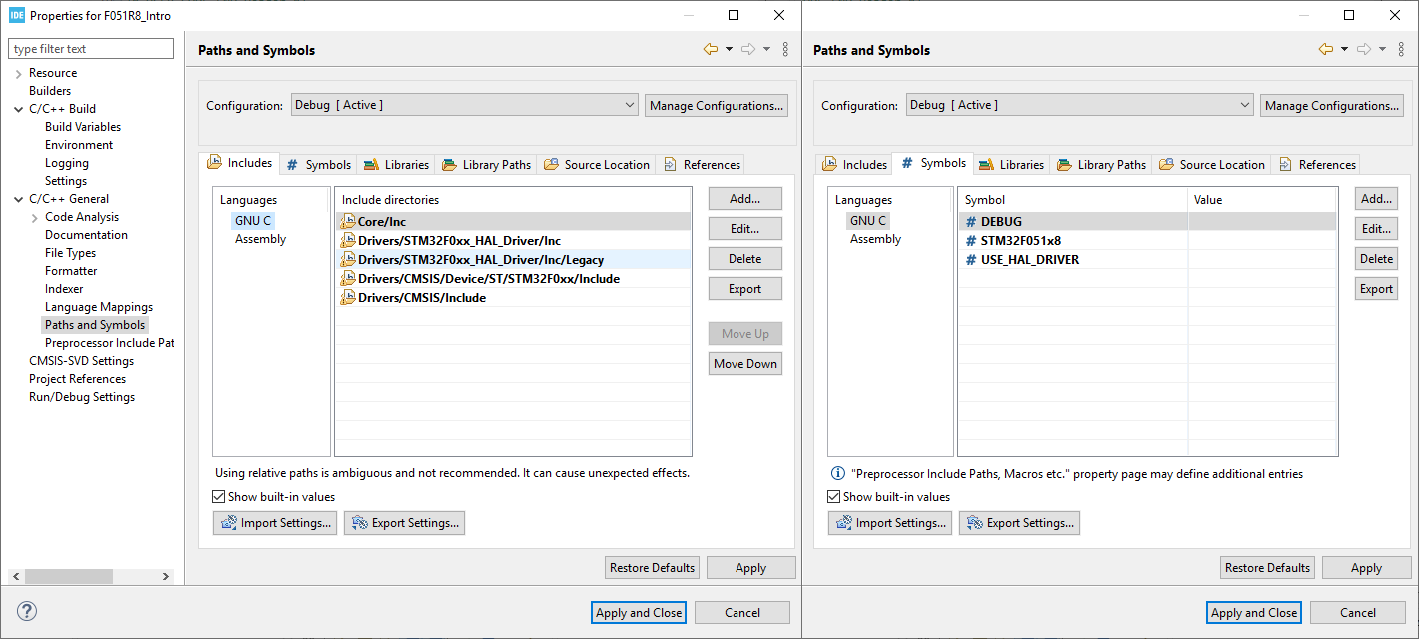 IDE Properties for F051R8_Intro
type filter text
Resource
Builders
C/C++ Build
Build Variables
Environment
Logging
Settings
C/C++ General
Code Analysis
Documentation
File Types
Formatter
Indexer
Language Mappings
Paths and Symbols
Preprocessor Include Pat
CMSIS-SVD Settings
Project References
Run/Debug Settings
Paths and Symbols
Configuration: Debug [ Active ] Manage Configurations...
Includes # Symbols Libraries Library Paths Source Location References
Languages
GNU C
Assembly
Include directories
Core/Inc
Drivers/STM32F0xx_HAL_Driver/Inc
Drivers/STM32F0xx_HAL_Driver/Inc/Legacy
Drivers/CMSIS/Device/ST/STM32F0xx/Include
Drivers/CMSIS/Include
Add...
Edit...
Delete
Export
Move Up
Move Down
Using relative paths is ambiguous and not recommended. It can cause unexpected effects.
Show built-in values
Import Settings... Export Settings...
Restore Defaults Apply
? Apply and Close Cancel
Paths and Symbols
Configuration: Debug [ Active ] Manage Configurations...
Includes # Symbols Libraries Library Paths Source Location References
Languages
GNU C
Assembly
Symbol Value
# DEBUG
# STM32F051x8
# USE_HAL_DRIVER
Add...
Edit...
Delete
Export
"Preprocessor Include Paths, Macros etc." property page may define additional entries
Show built-in values
Import Settings... Export Settings...
Restore Defaults Apply
Apply and Close Cancel